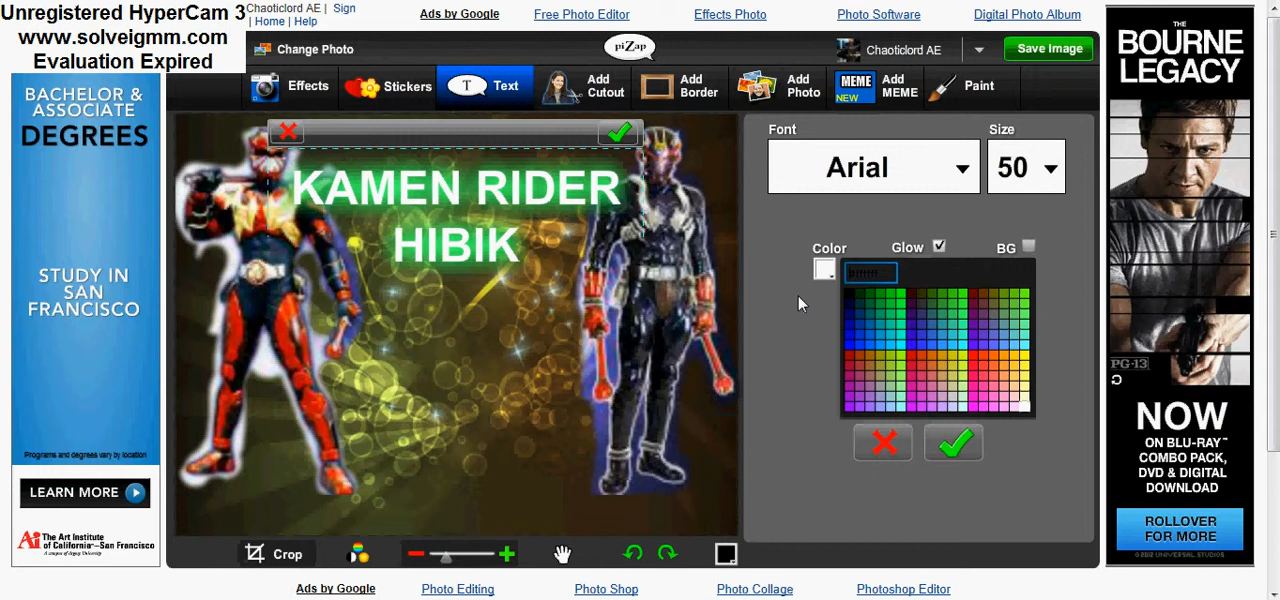 Unregistered HyperCam 3
www.solveigmm.com
Evaluation Expired
Chaoticlord AE | Sign
| Home | Help
Ads by Google
Free Photo Editor
Effects Photo
Photo Software
Digital Photo Album
Change Photo
piZap
Chaoticlord AE
Save Image
Effects
Stickers
T Text
Add Cutout
Add Border
Add Photo
MEME
NEW
Add MEME
Paint
BACHELOR &
ASSOCIATE
DEGREES
STUDY IN
SAN
FRANCISCO
Programs and degrees vary by location
LEARN MORE
Ai The Art Institute
of California–San Francisco
KAMEN RIDER
HIBIK
Font
Size
Arial
50
Color
Glow
BG
Crop
THE
BOURNE
LEGACY
PG-13
NOW
ON BLU-RAY™
COMBO PACK,
DVD & DIGITAL
DOWNLOAD
ROLLOVER
FOR MORE
©2012 UNIVERSAL STUDIOS
Ads by Google
Photo Editing
Photo Shop
Photo Collage
Photoshop Editor